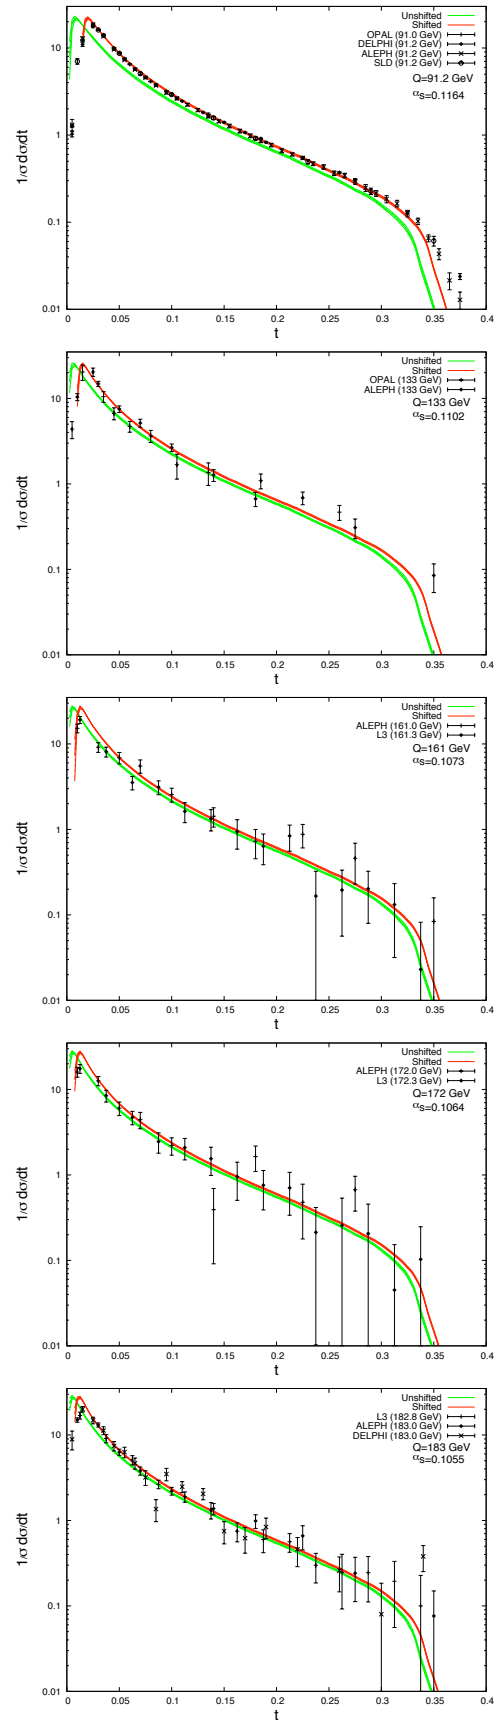 Unshifted
Shifted
OPAL (91.0 GeV)
DELPHI (91.2 GeV)
ALEPH (91.2 GeV)
SLD (91.2 GeV)
Q=91.2 GeV
αs=0.1164
10
1
0.1
0.01
1/σ dσ/dt
0 0.05 0.1 0.15 0.2 0.25 0.3 0.35 0.4
t
Unshifted
Shifted
OPAL (133 GeV)
ALEPH (133 GeV)
Q=133 GeV
αs=0.1102
10
1
0.1
0.01
1/σ dσ/dt
0 0.05 0.1 0.15 0.2 0.25 0.3 0.35 0.4
t
Unshifted
Shifted
ALEPH (161.0 GeV)
L3 (161.3 GeV)
Q=161 GeV
αs=0.1073
10
1
0.1
0.01
1/σ dσ/dt
0 0.05 0.1 0.15 0.2 0.25 0.3 0.35 0.4
t
Unshifted
Shifted
ALEPH (172.0 GeV)
L3 (172.3 GeV)
Q=172 GeV
αs=0.1064
10
1
0.1
0.01
1/σ dσ/dt
0 0.05 0.1 0.15 0.2 0.25 0.3 0.35 0.4
t
Unshifted
Shifted
L3 (182.8 GeV)
ALEPH (183.0 GeV)
DELPHI (183.0 GeV)
Q=183 GeV
αs=0.1055
10
1
0.1
0.01
1/σ dσ/dt
0 0.05 0.1 0.15 0.2 0.25 0.3 0.35 0.4
t